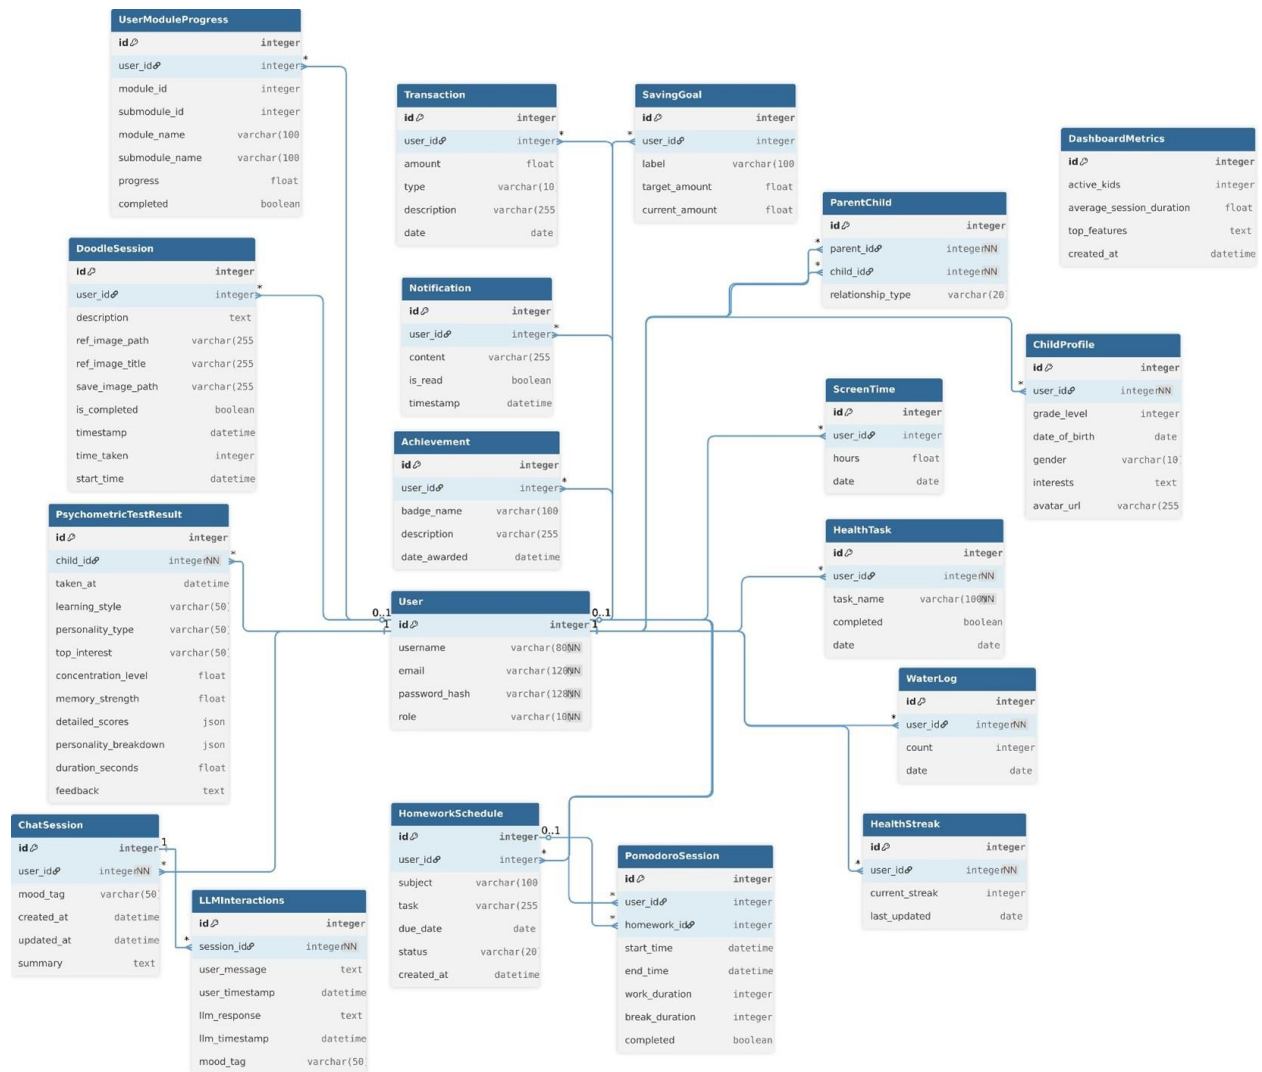 UserModuleProgress
id integer
user_id integer
module_id integer
submodule_id integer
module_name varchar(100
submodule_name varchar(100
progress float
completed boolean
*
Transaction
id integer
user_id integer
amount float
type varchar(10
description varchar(255
date date
*
SavingGoal
id integer
user_id integer
label varchar(100
target_amount float
current_amount float
*
DashboardMetrics
id integer
active_kids integer
average_session_duration float
top_features text
created_at datetime
ParentChild
id integer
parent_id integer NN
child_id integer NN
relationship_type varchar(20
*
*
DoodleSession
id integer
user_id integer
description text
ref_image_path varchar(255
ref_image_title varchar(255
save_image_path varchar(255
is_completed boolean
timestamp datetime
time_taken integer
start_time datetime
*
Notification
id integer
user_id integer
content varchar(255
is_read boolean
timestamp datetime
*
ChildProfile
id integer
user_id integer NN
grade_level integer
date_of_birth date
gender varchar(10)
interests text
avatar_url varchar(255
*
ScreenTime
id integer
user_id integer
hours float
date date
*
Achievement
id integer
user_id integer
badge_name varchar(100
description varchar(255
date_awarded datetime
*
PsychometricTestResult
id integer
child_id integer NN
taken_at datetime
learning_style varchar(50)
personality_type varchar(50)
top_interest varchar(50)
concentration_level float
memory_strength float
detailed_scores json
personality_breakdown json
duration_seconds float
feedback text
*
HealthTask
id integer
user_id integer NN
task_name varchar(100) NN
completed boolean
date date
*
User
id integer
username varchar(80) NN
email varchar(120) NN
password_hash varchar(128) NN
role varchar(10) NN
0..1
1
0..1
1
WaterLog
id integer
user_id integer NN
count integer
date date
*
HomeworkSchedule
id integer
user_id integer
subject varchar(100
task varchar(255
due_date date
status varchar(20)
created_at datetime
0..1
*
ChatSession
id integer
user_id integer NN
mood_tag varchar(50)
created_at datetime
updated_at datetime
summary text
1
*
HealthStreak
id integer
user_id integer NN
current_streak integer
last_updated date
*
PomodoroSession
id integer
user_id integer
homework_id integer
start_time datetime
end_time datetime
work_duration integer
break_duration integer
completed boolean
*
*
LLMInteractions
id integer
session_id integer NN
user_message text
user_timestamp datetime
llm_response text
llm_timestamp datetime
mood_tag varchar(50)
*